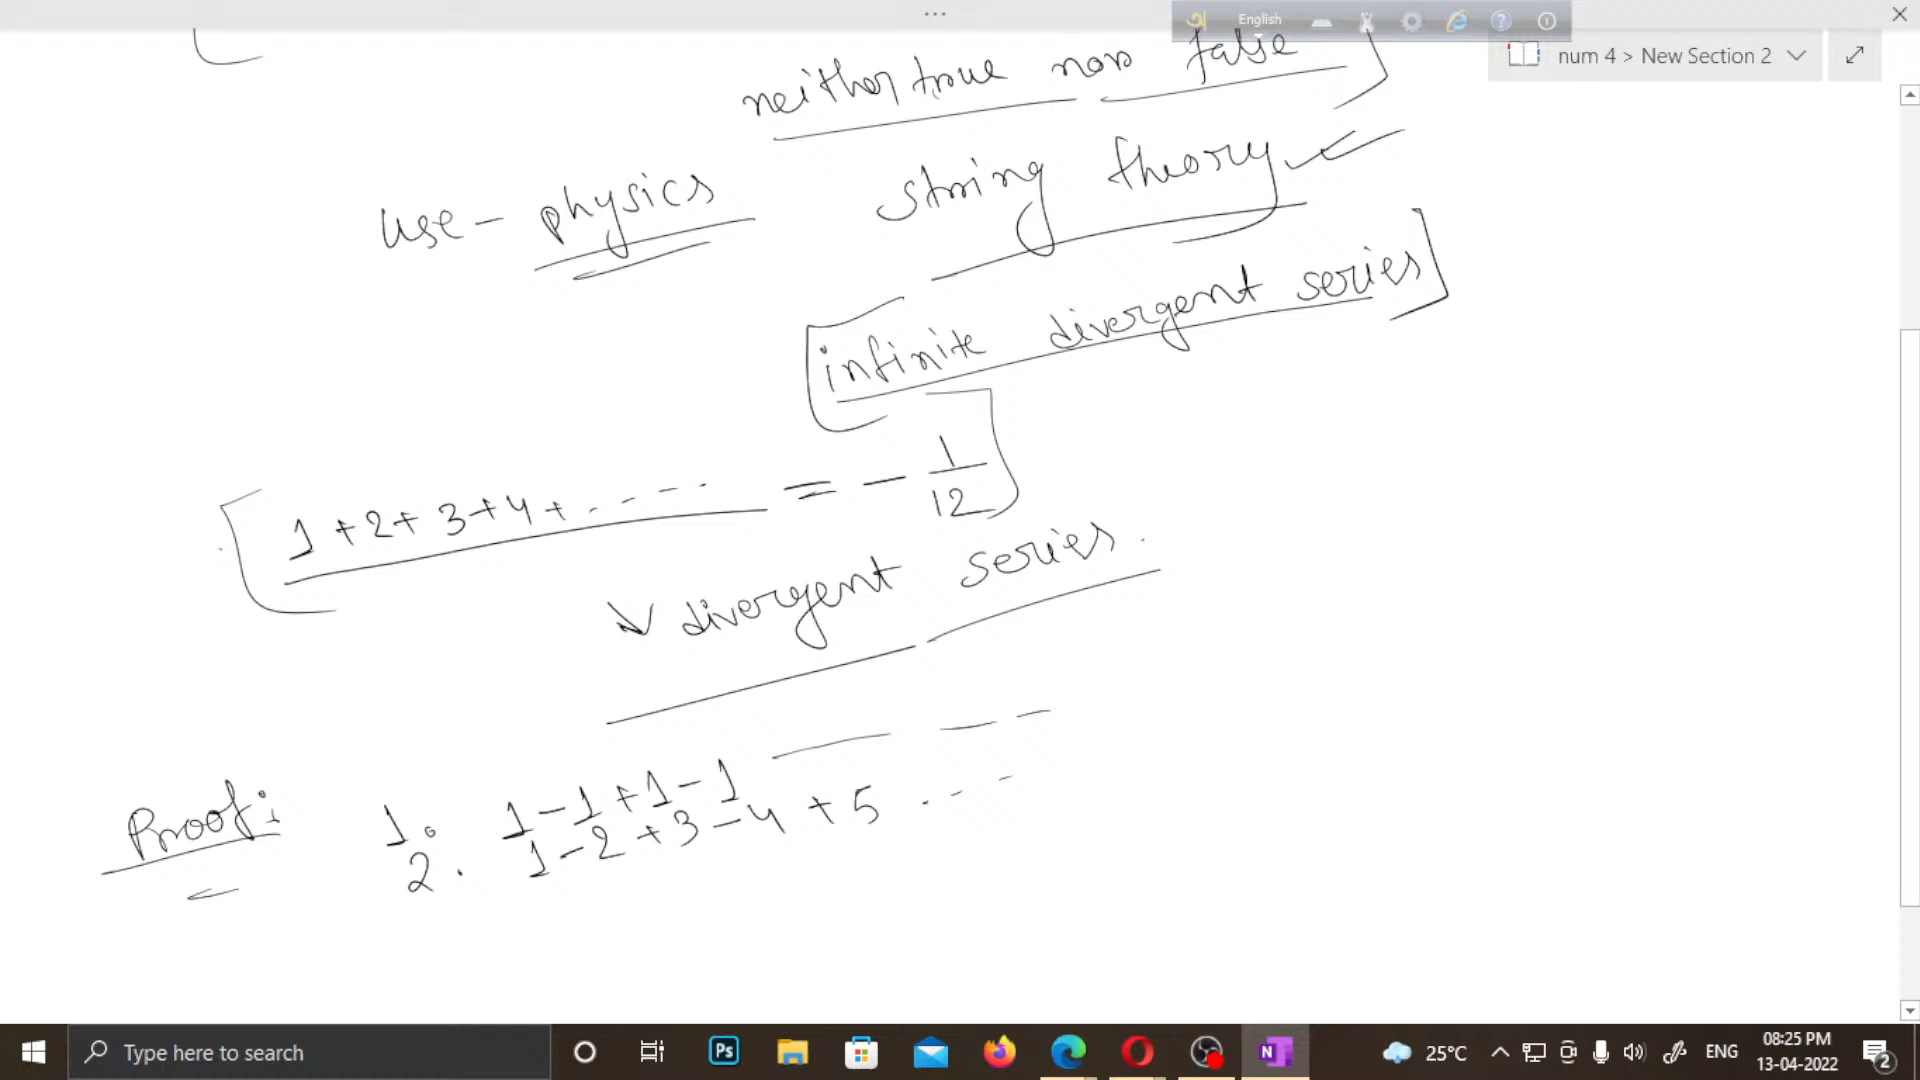 ...
English
num 4 > New Section 2
neither true nor false
use - physics string theory
infinite divergent series
1 + 2 + 3 + 4 + . - - - - = - 1/12
divergent series.
Proof: 1. 1 - 1 + 1 - 1 - - -
2. 1 - 2 + 3 - 4 + 5 . - - -
Type here to search
Ps
N
25°C
ENG
08:25 PM
13-04-2022
2